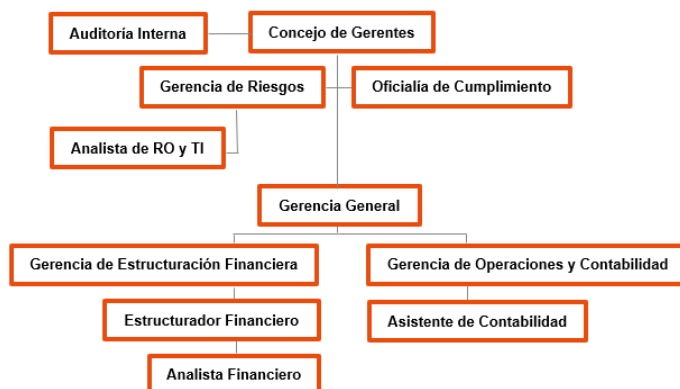 Auditoría Interna
Concejo de Gerentes
Gerencia de Riesgos
Oficialía de Cumplimiento
Analista de RO y TI
Gerencia General
Gerencia de Estructuración Financiera
Gerencia de Operaciones y Contabilidad
Estructurador Financiero
Asistente de Contabilidad
Analista Financiero